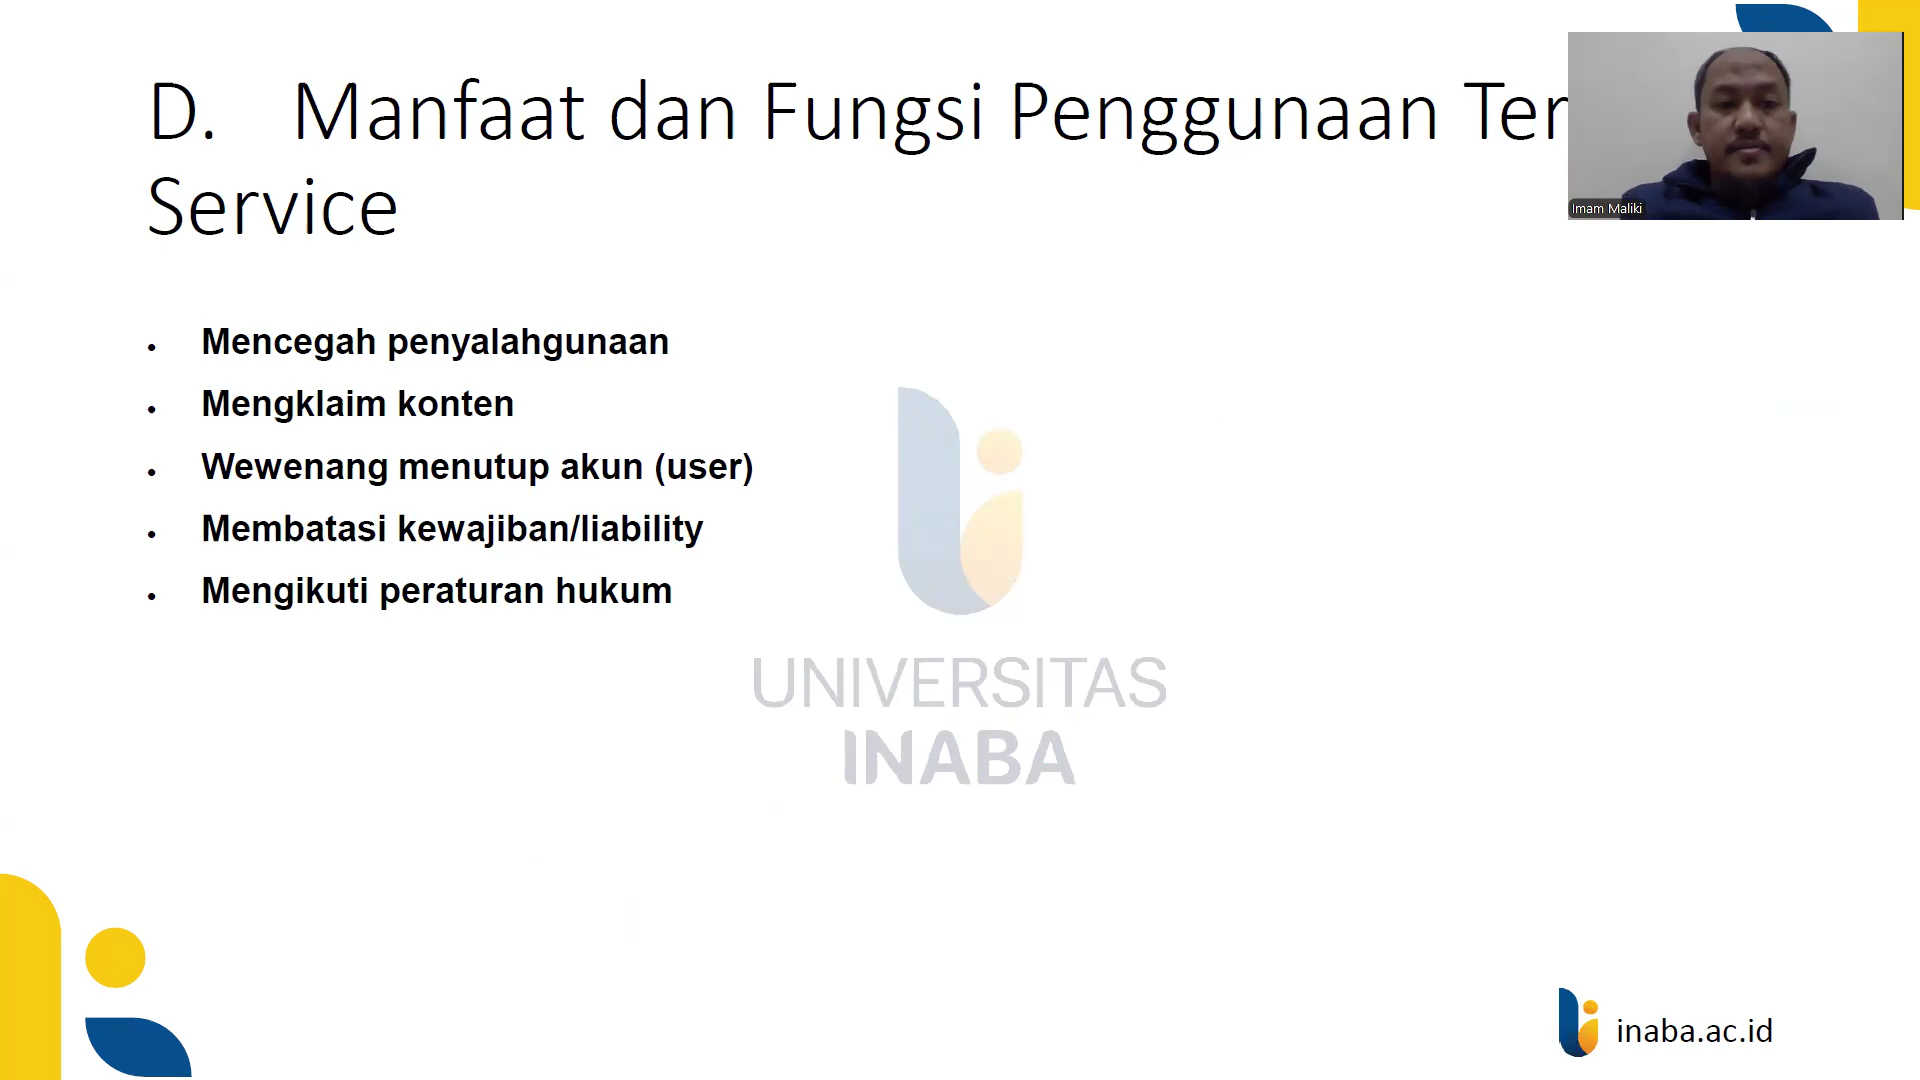 D. Manfaat dan Fungsi Penggunaan
Service
Imam Maliki
• Mencegah penyalahgunaan
• Mengklaim konten
• Wewenang menutup akun (user)
• Membatasi kewajiban/liability
• Mengikuti peraturan hukum
UNIVERSITAS
INABA
inaba.ac.id